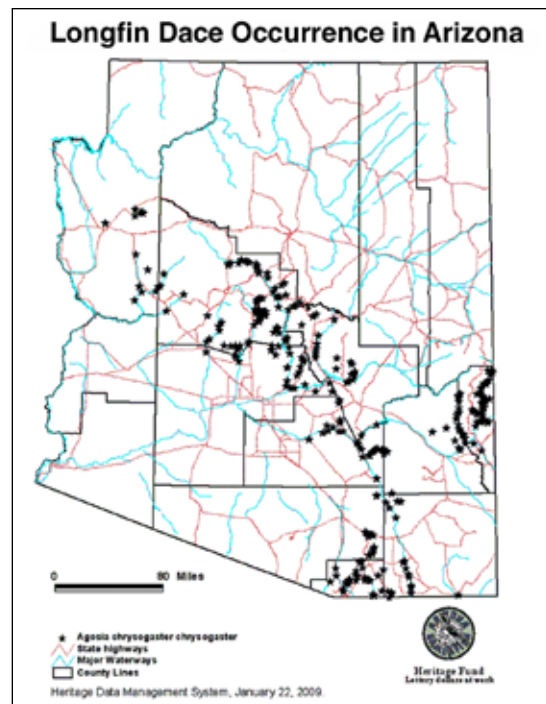 Longfin Dace Occurrence in Arizona
0 80 Miles
Agosia chrysogaster chrysogaster
State highways
Major Waterways
County Lines
Heritage Fund
Lottery dollars at work
Heritage Data Management System, January 22, 2009.